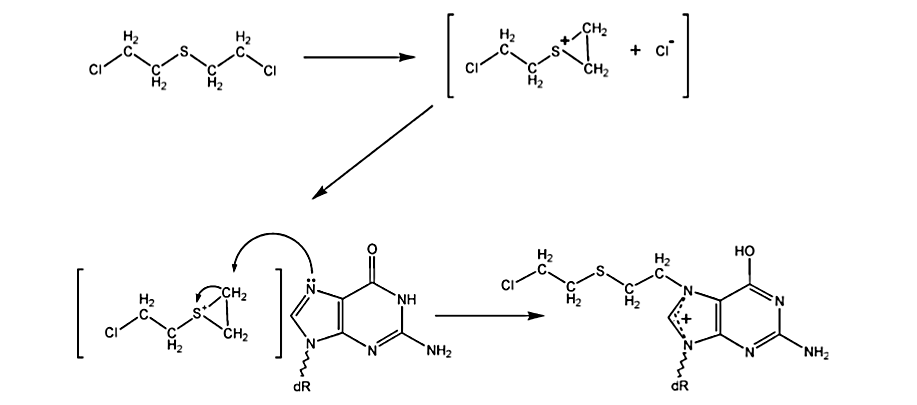 H2 H2
Cl S Cl
C C
H2 H2
H2 CH2
Cl S+ + Cl-
C CH2
H2
O
H2 CH2 N NH
Cl S+
C CH2 N N NH2
H2
dR
H2 H2 HO
Cl C S C N N
C C +
H2 H2 N N NH2
dR